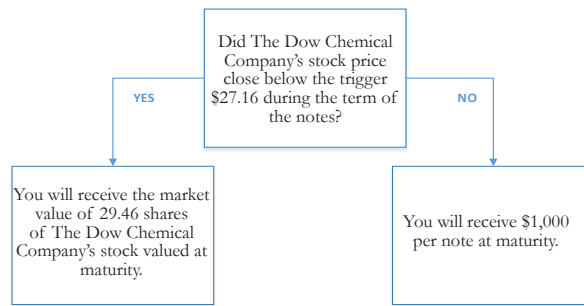 Did The Dow Chemical
Company's stock price
close below the trigger
$27.16 during the term of
the notes?
YES
NO
You will receive the market
value of 29.46 shares
of The Dow Chemical
Company's stock valued at
maturity.
You will receive $1,000
per note at maturity.